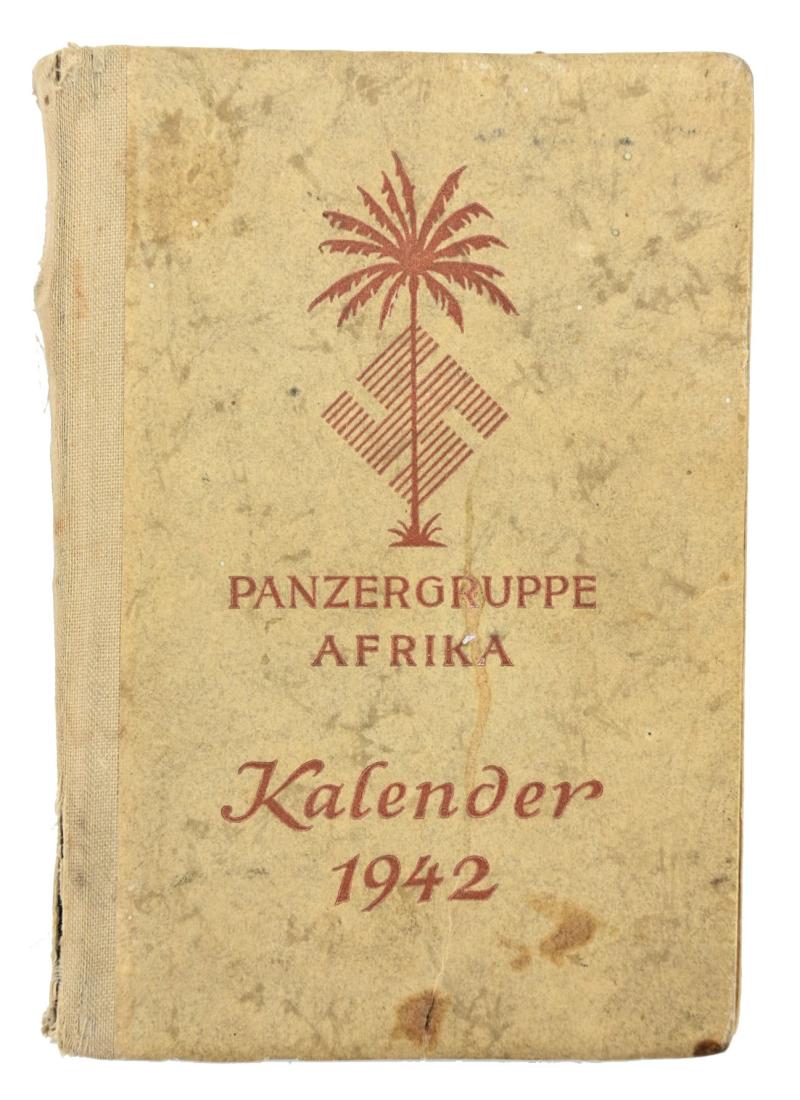 PANZERGRUPPE
AFRIKA
Kalender
1942